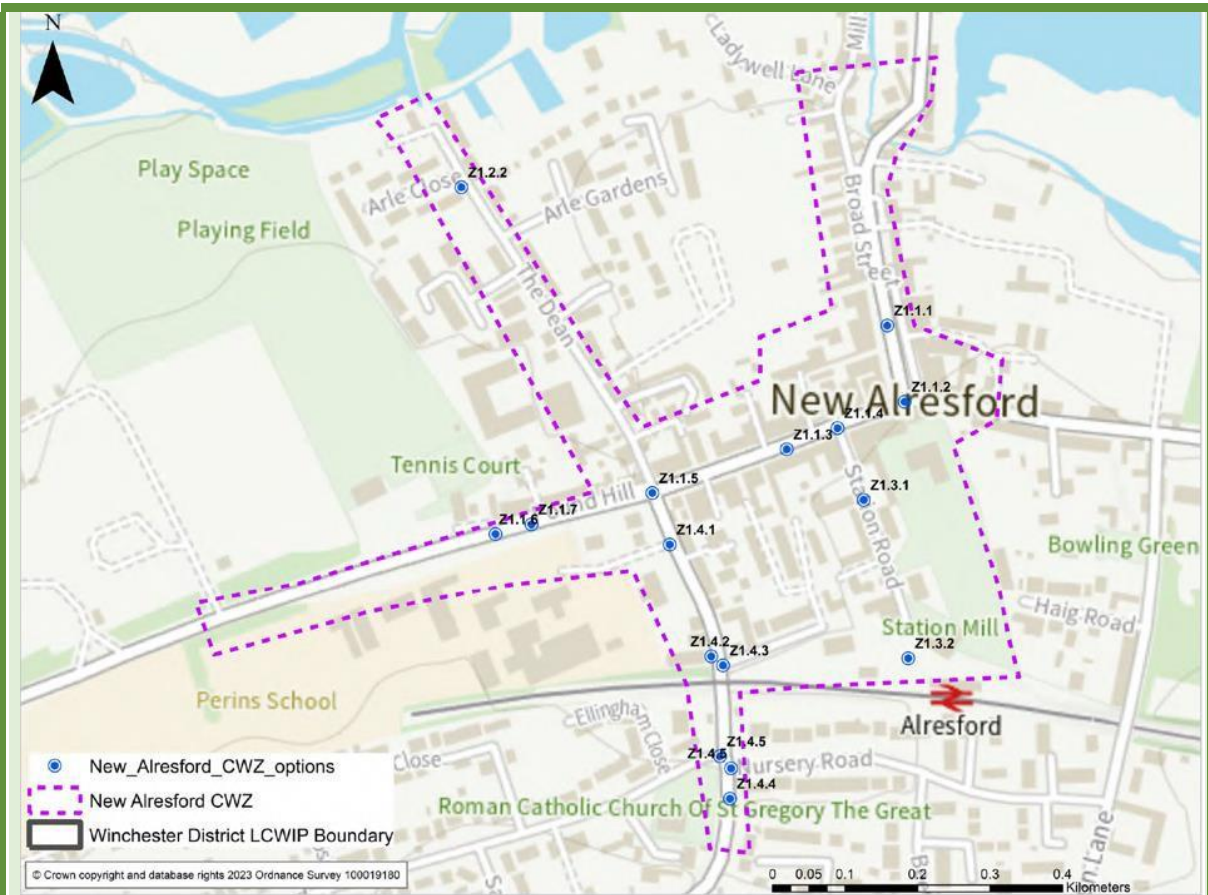 N
Ladywell Lane
Mill
Play Space
Playing Field
Arle Close
Z1.2.2
Arle Gardens
The Dean
Broad Street
Z1.1.1
New Alresford
Z1.1.2
Z1.1.4
Z1.1.3
Tennis Court
Z1.1.5
Hill
Z1.1.7
Z1.1.6
Z1.3.1
Station Road
Z1.4.1
Bowling Green
Haig Road
Station Mill
Z1.4.2
Z1.4.3
Z1.3.2
Perins School
Alresford
Ellingham Close
Close
Z1.4.5
Z1.4.5
Nursery Road
Z1.4.4
Roman Catholic Church Of St Gregory The Great
n Lane
New_Alresford_CWZ_options
New Alresford CWZ
Winchester District LCWIP Boundary
© Crown copyright and database rights 2023 Ordnance Survey 100019180
0 0.05 0.1 0.2 0.3 0.4
Kilometers